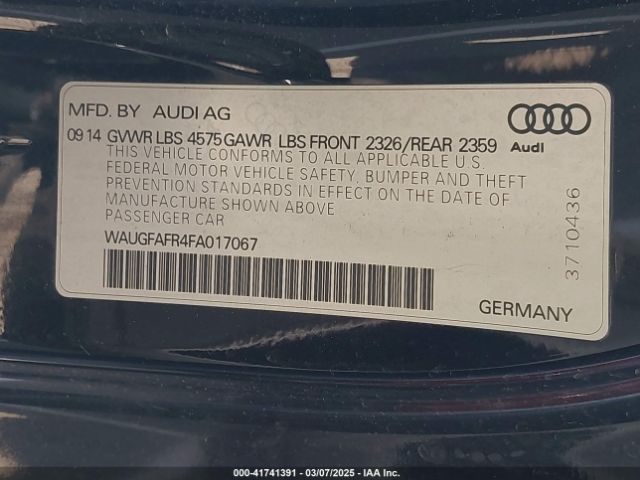 MFD. BY AUDI AG
09 14 GVWR LBS 4575 GAWR LBS FRONT 2326/REAR 2359
Audi
THIS VEHICLE CONFORMS TO ALL APPLICABLE U.S.
FEDERAL MOTOR VEHICLE SAFETY, BUMPER AND THEFT
PREVENTION STANDARDS IN EFFECT ON THE DATE OF
MANUFACTURE SHOWN ABOVE
PASSENGER CAR
WAUGFAFR4FA017067
3710436
GERMANY
000-41741391 - 03/07/2025 - IAA Inc.